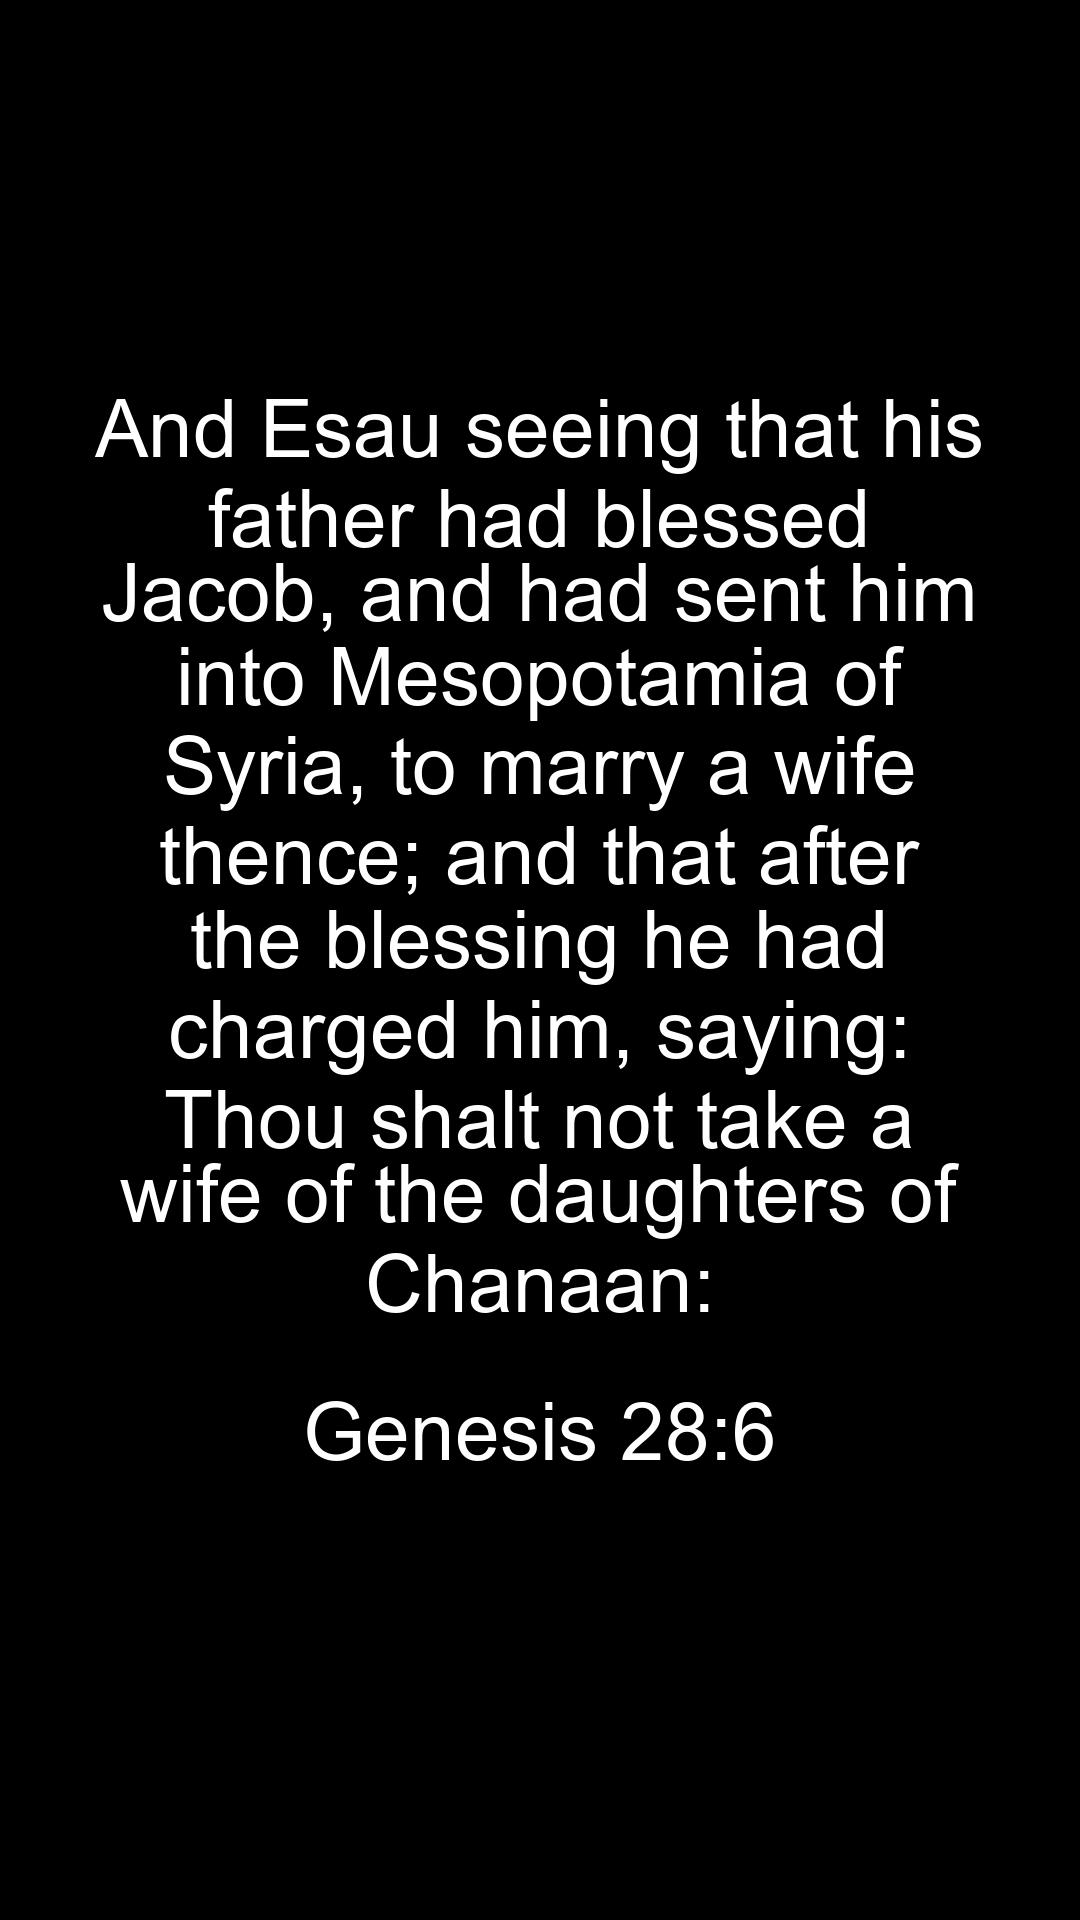 And Esau seeing that his
father had blessed
Jacob, and had sent him
into Mesopotamia of
Syria, to marry a wife
thence; and that after
the blessing he had
charged him, saying:
Thou shalt not take a
wife of the daughters of
Chanaan:
Genesis 28:6